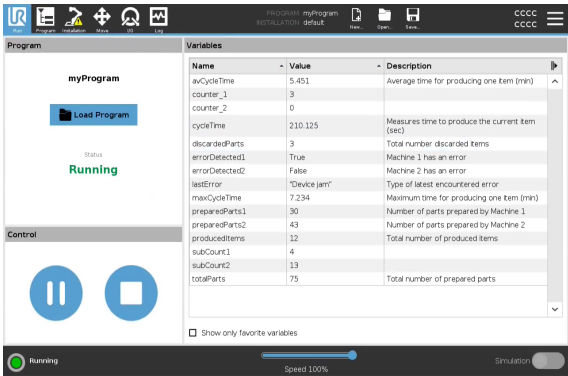 UR
PROGRAM myProgram
INSTALLATION default
CCCC
CCCC
Run Program Installation Move I/O Log New... Open... Save...
Program
Variables
myProgram
Load Program
Status
Running
Control
Name Value Description
avCycleTime 5.451 Average time for producing one item (min)
counter_1 3
counter_2 0
cycleTime 210.125 Measures time to produce the current item
(sec)
discardedParts 3 Total number discarded items
errorDetected1 True Machine 1 has an error
errorDetected2 False Machine 2 has an error
lastError "Device jam" Type of latest encountered error
maxCycleTime 7.234 Maximum time for producing one item (min)
preparedParts1 30 Number of parts prepared by Machine 1
preparedParts2 43 Number of parts prepared by Machine 2
producedItems 12 Total number of produced items
subCount1 4
subCount2 13
totalParts 75 Total number of prepared parts
Show only favorite variables
Running
Speed 100%
Simulation